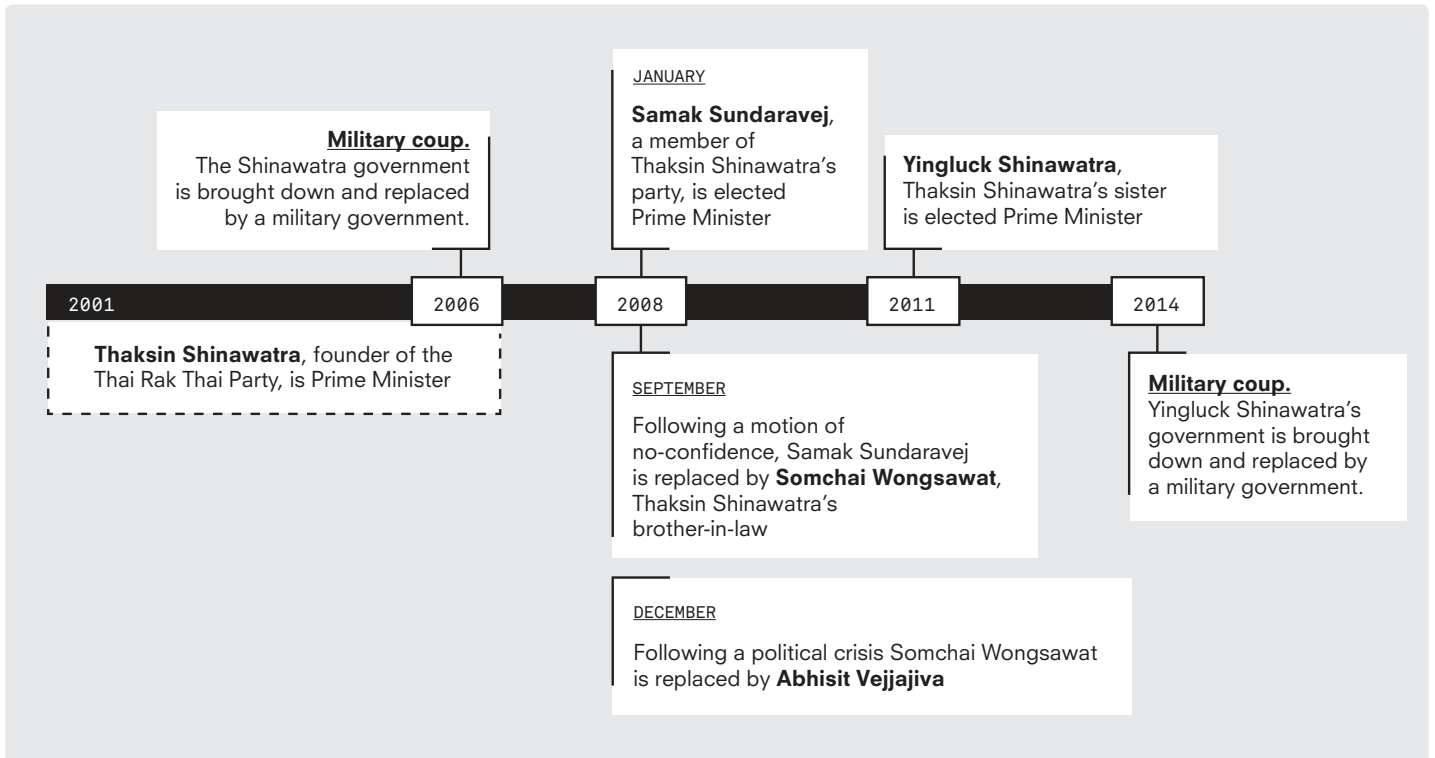 2001
Thaksin Shinawatra, founder of the
Thai Rak Thai Party, is Prime Minister
2006
Military coup.
The Shinawatra government
is brought down and replaced
by a military government.
2008
JANUARY
Samak Sundaravej,
a member of
Thaksin Shinawatra's
party, is elected
Prime Minister
SEPTEMBER
Following a motion of
no-confidence, Samak Sundaravej
is replaced by Somchai Wongsawat,
Thaksin Shinawatra's
brother-in-law
DECEMBER
Following a political crisis Somchai Wongsawat
is replaced by Abhisit Vejjajiva
2011
Yingluck Shinawatra,
Thaksin Shinawatra's sister
is elected Prime Minister
2014
Military coup.
Yingluck Shinawatra's
government is brought
down and replaced by
a military government.